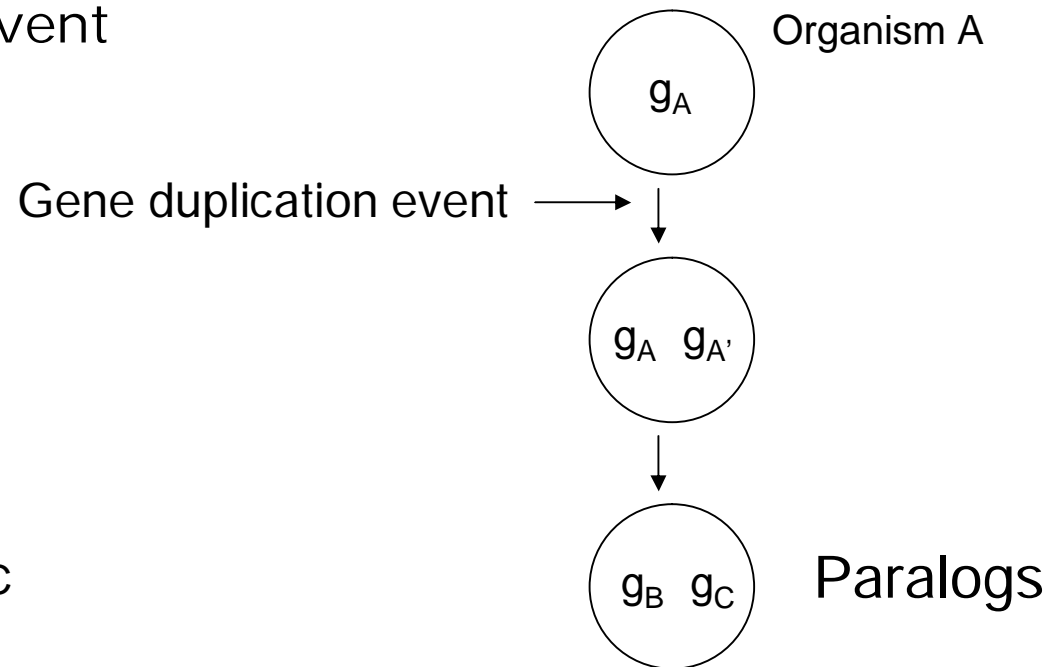 vent
Organism A
gA
Gene duplication event
gA gA’
c
gB gC
Paralogs